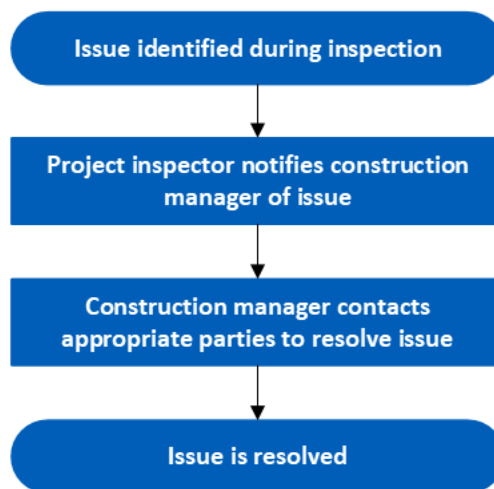 Issue identified during inspection
Project inspector notifies construction
manager of issue
Construction manager contacts
appropriate parties to resolve issue
Issue is resolved